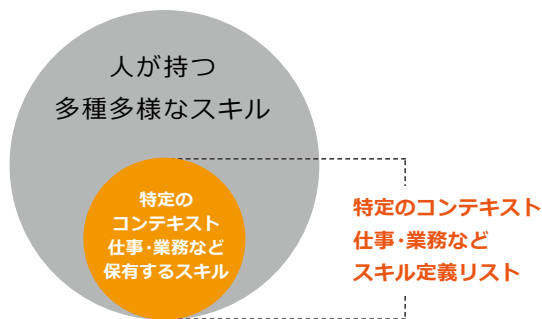 人が持つ
多種多様なスキル
特定の
コンテキスト
仕事・業務など
保有するスキル
特定のコンテキスト
仕事・業務など
スキル定義リスト